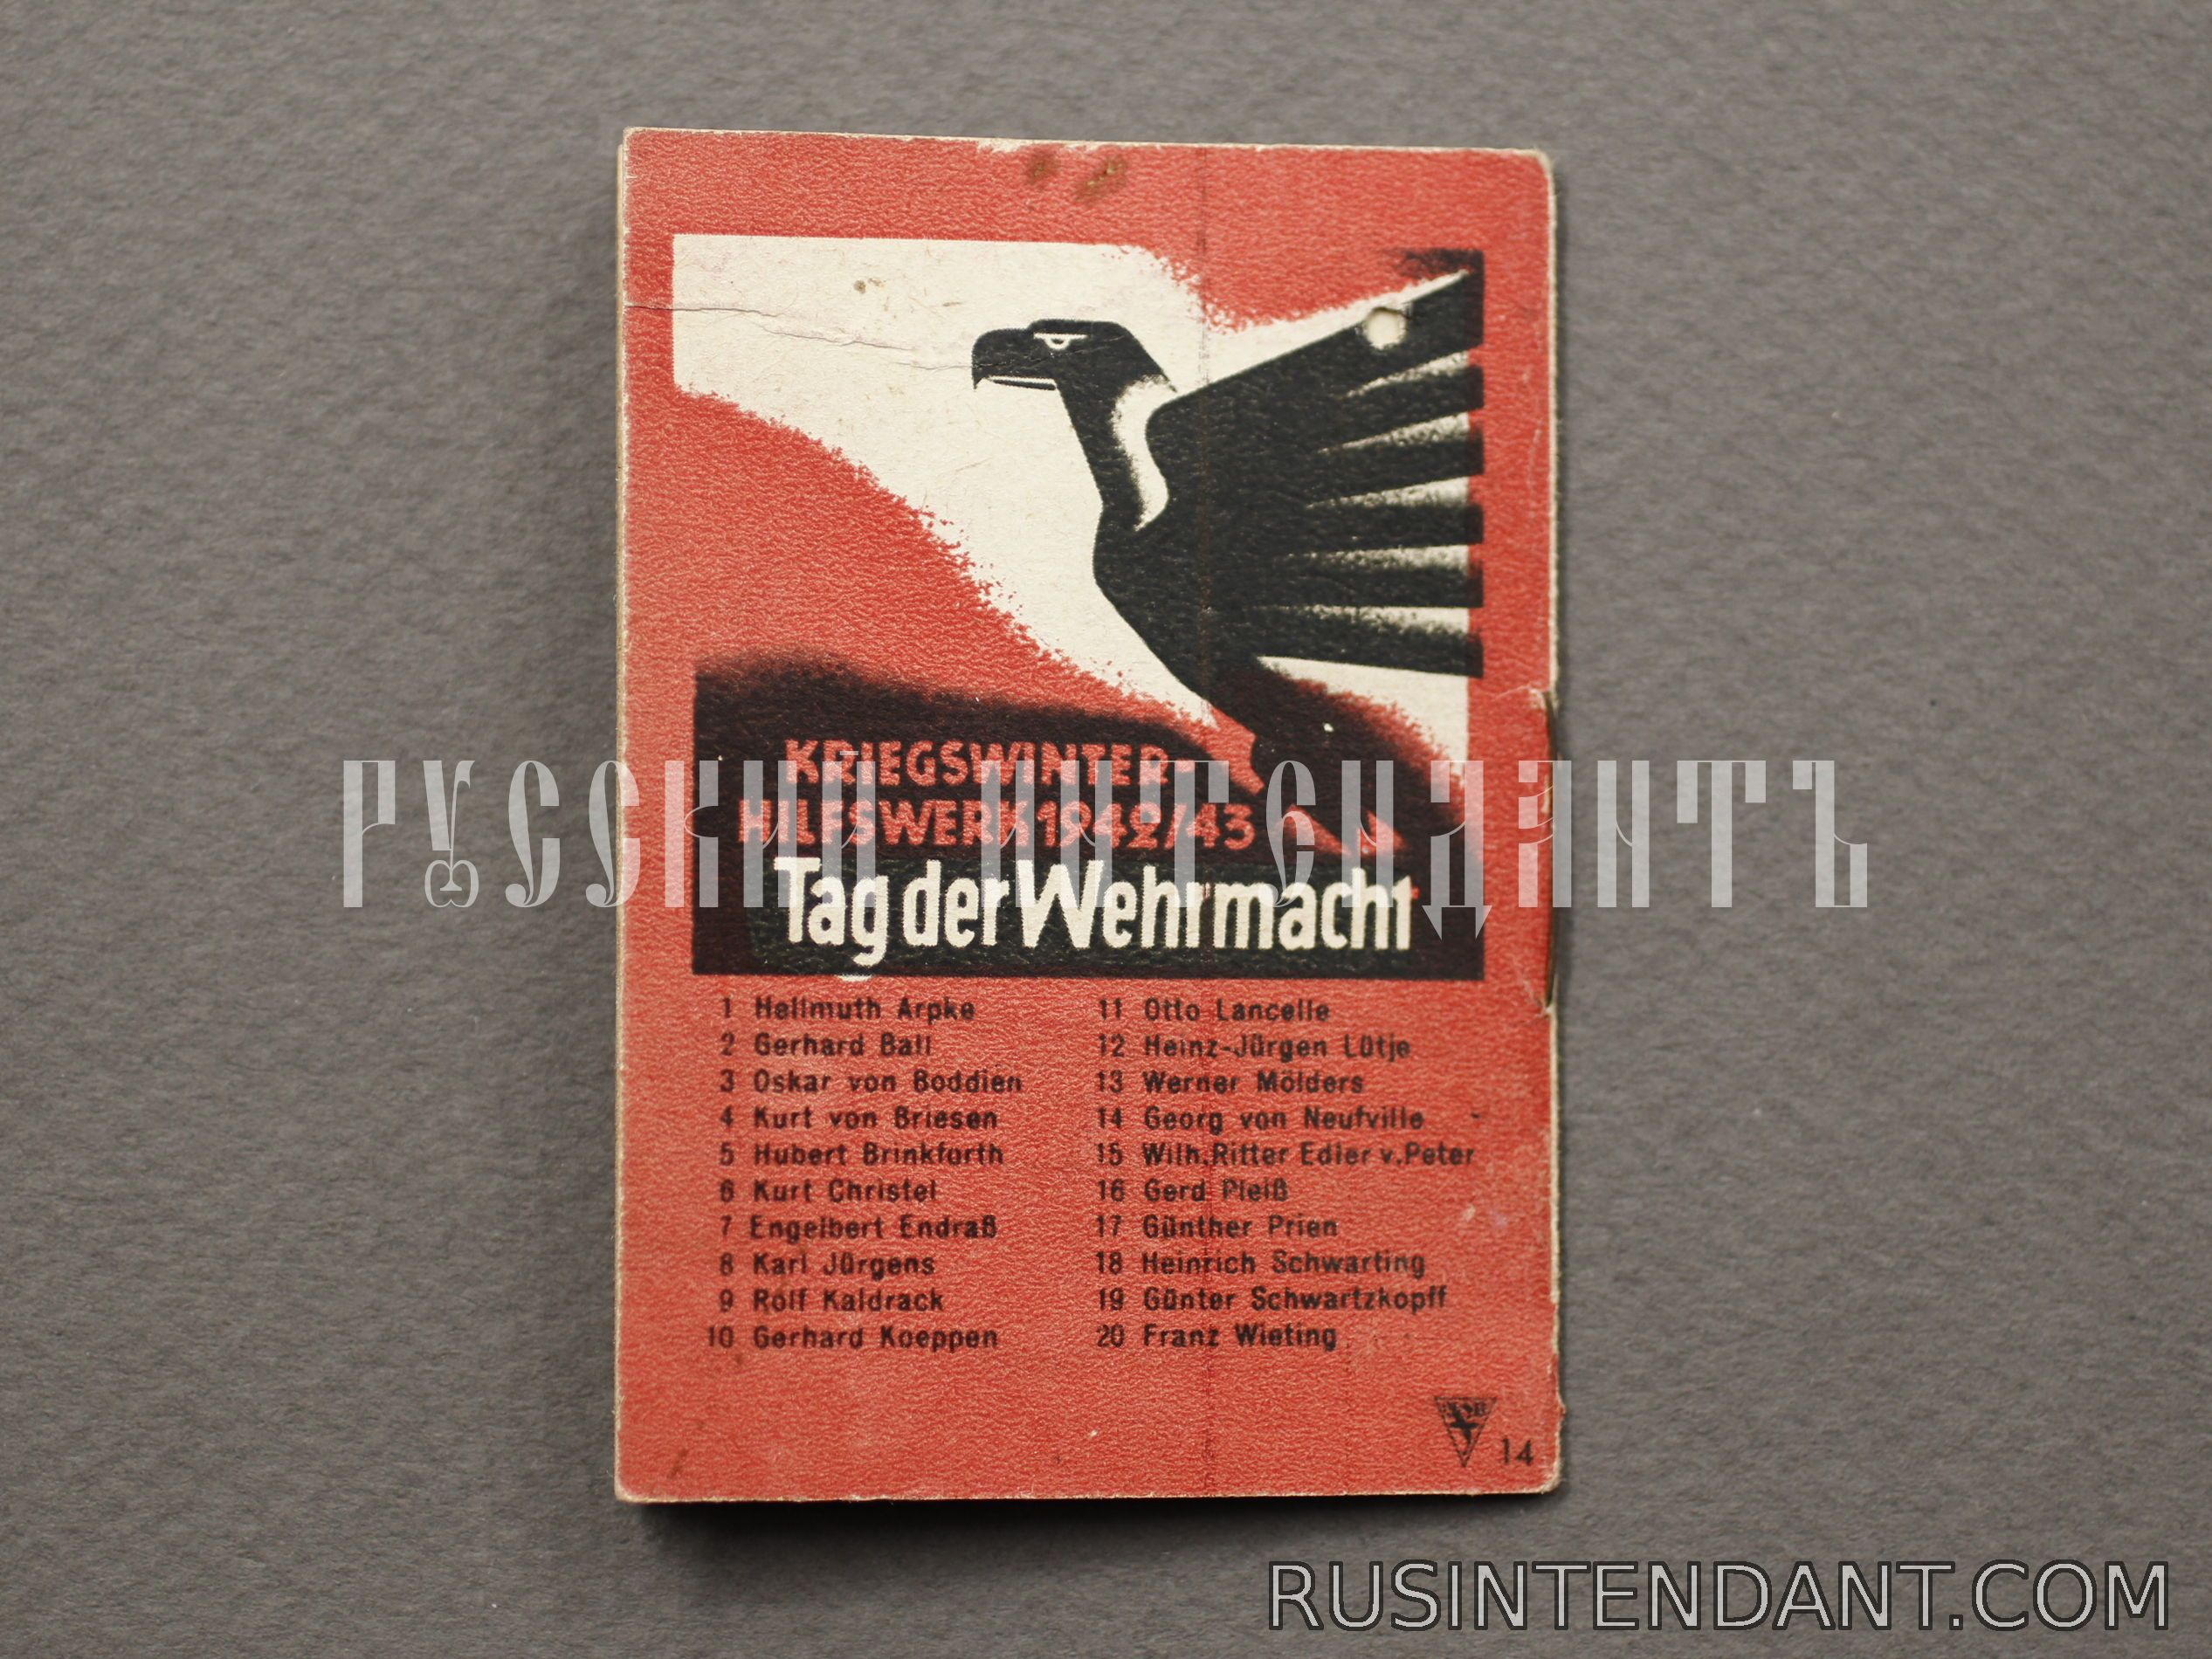 KRIEGSWINTER-
HILFSWERK 1942/43
РУССКИЙ ИНТЕНДАНТЪ
Tag der Wehrmacht
1 Hellmuth Arpke
2 Gerhard Ball
3 Oskar von Boddien
4 Kurt von Briesen
5 Hubert Brinkforth
6 Kurt Christel
7 Engelbert Endraß
8 Karl Jürgens
9 Rolf Kaldrack
10 Gerhard Koeppen
11 Otto Lancelle
12 Heinz-Jürgen Lütje
13 Werner Mölders
14 Georg von Neufville
15 Wilh. Ritter Edler v. Peter
16 Gerd Pleiß
17 Günther Prien
18 Heinrich Schwarting
19 Günter Schwartzkopff
20 Franz Wieting
14
RUSINTENDANT.COM